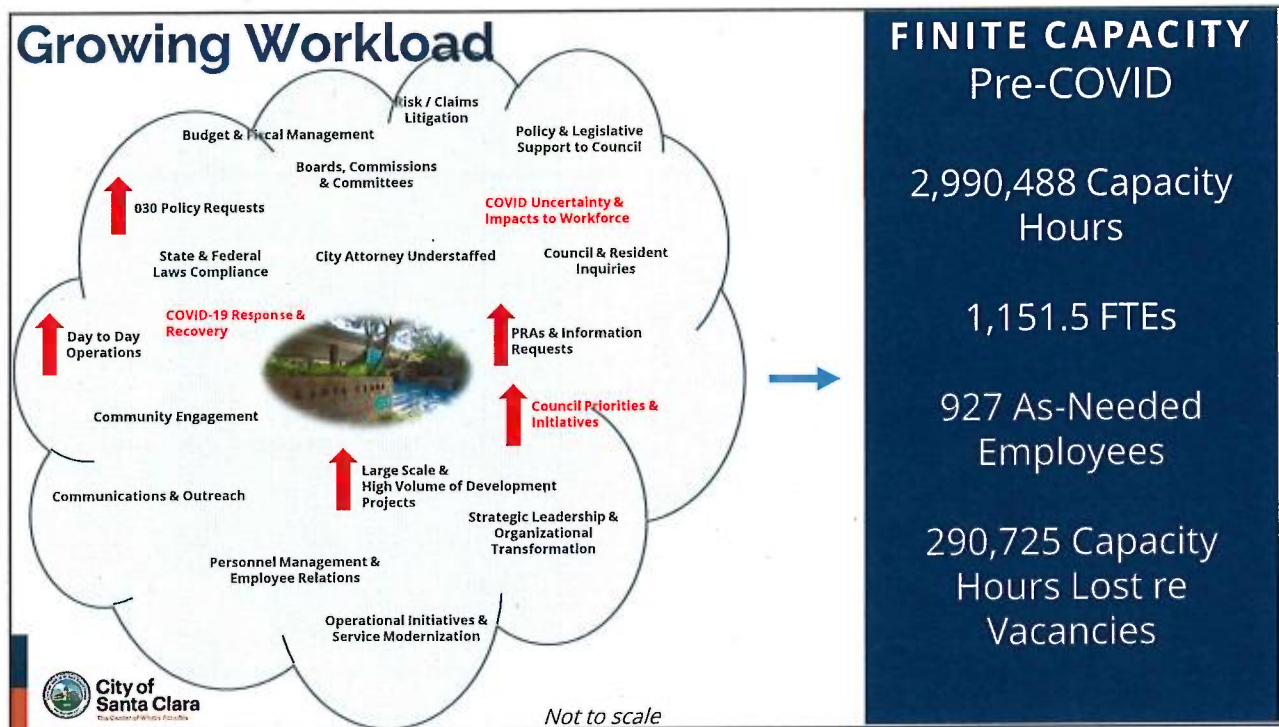 Growing Workload
Risk / Claims
Litigation
Budget & Fiscal Management
Policy & Legislative
Support to Council
Boards, Commissions
& Committees
030 Policy Requests
COVID Uncertainty &
Impacts to Workforce
State & Federal
Laws Compliance
City Attorney Understaffed
Council & Resident
Inquiries
COVID-19 Response &
Recovery
Day to Day
Operations
PRAs & Information
Requests
Council Priorities &
Initiatives
Community Engagement
Large Scale &
High Volume of Development
Projects
Communications & Outreach
Strategic Leadership &
Organizational
Transformation
Personnel Management &
Employee Relations
Operational Initiatives &
Service Modernization
City of
Santa Clara
The Center of What's Possible
Not to scale
FINITE CAPACITY
Pre-COVID
2,990,488 Capacity
Hours
1,151.5 FTEs
927 As-Needed
Employees
290,725 Capacity
Hours Lost re
Vacancies